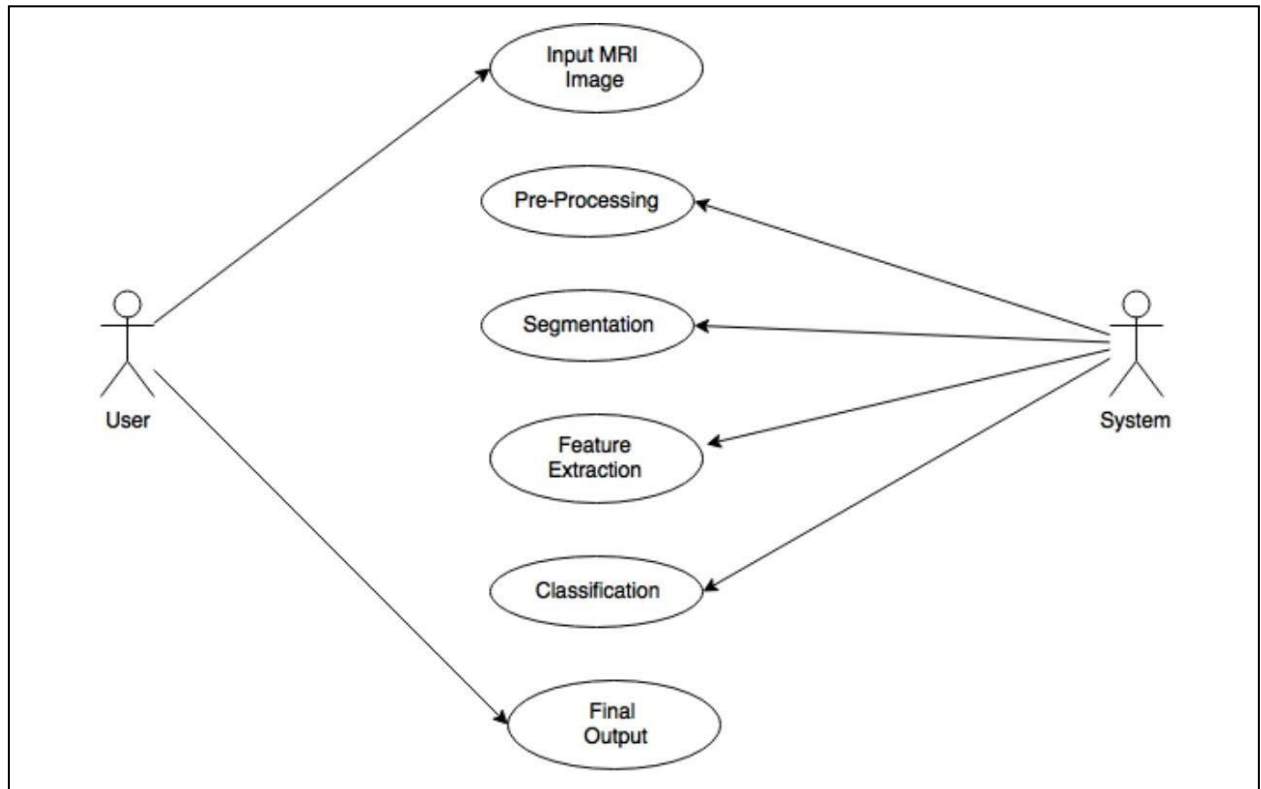 Input MRI
Image
Pre-Processing
Segmentation
User
System
Feature
Extraction
Classification
Final
Output